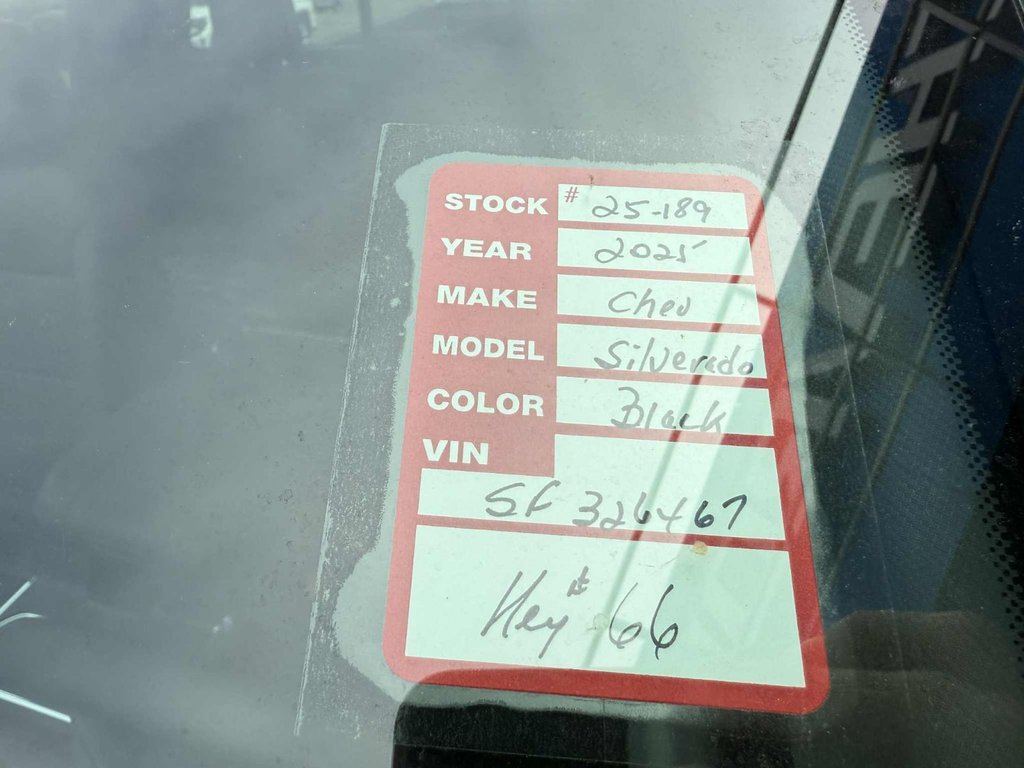 STOCK # 25-189
YEAR 2025
MAKE Chev
MODEL Silverado
COLOR Black
VIN
SF 326467
Key # 66